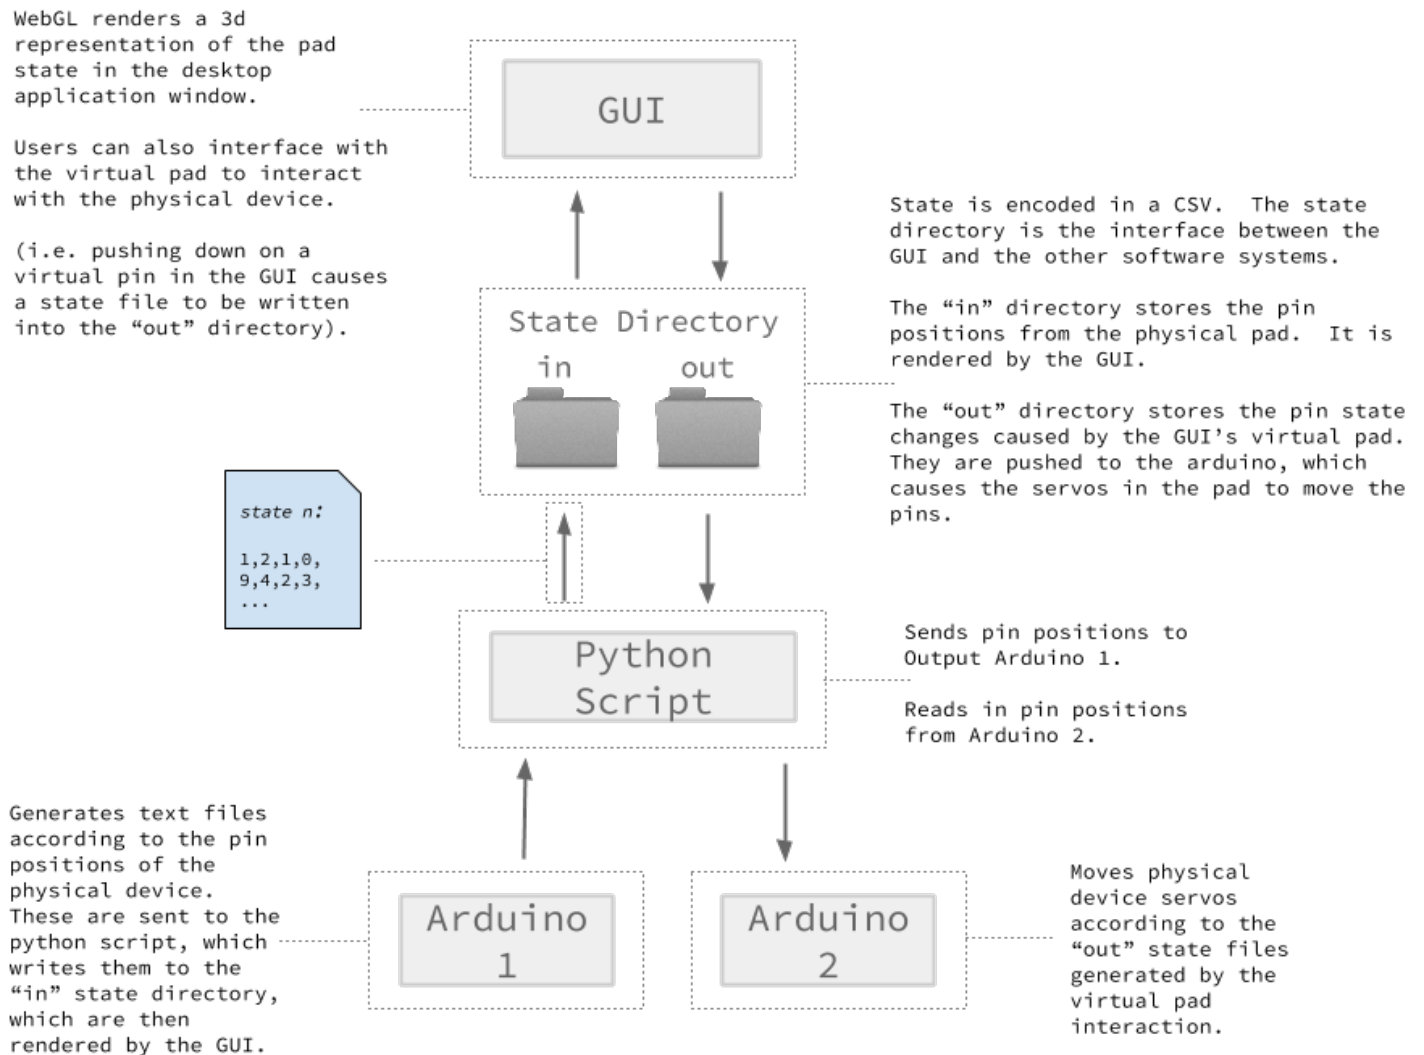 WebGL renders a 3d
representation of the pad
state in the desktop
application window.
Users can also interface with
the virtual pad to interact
with the physical device.
(i.e. pushing down on a
virtual pin in the GUI causes
a state file to be written
into the “out” directory).
GUI
State is encoded in a CSV.  The state
directory is the interface between the
GUI and the other software systems.
The “in” directory stores the pin
positions from the physical pad.  It is
rendered by the GUI.
The “out” directory stores the pin state
changes caused by the GUI’s virtual pad.
They are pushed to the arduino, which
causes the servos in the pad to move the
pins.
State Directory
in
out
state n:
1,2,1,0,
9,4,2,3,
...
Python
Script
Sends pin positions to
Output Arduino 1.
Reads in pin positions
from Arduino 2.
Generates text files
according to the pin
positions of the
physical device.
These are sent to the
python script, which
writes them to the
“in” state directory,
which are then
rendered by the GUI.
Arduino
1
Arduino
2
Moves physical
device servos
according to the
“out” state files
generated by the
virtual pad
interaction.